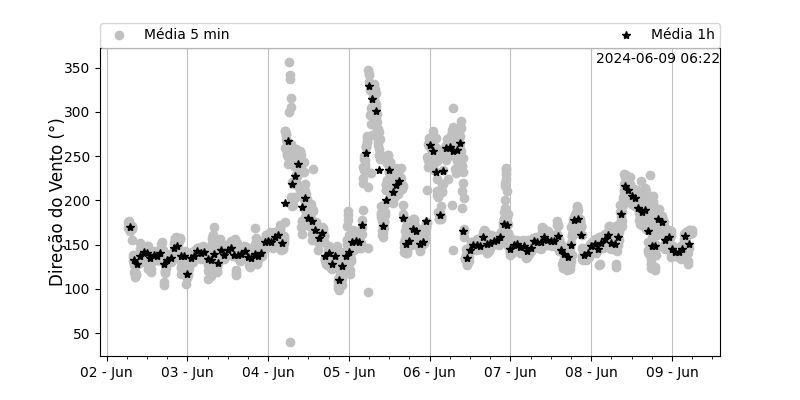 Média 5 min
Média 1h
2024-06-09 06:22
Direção do Vento (°)
350
300
250
200
150
100
50
02 - Jun
03 - Jun
04 - Jun
05 - Jun
06 - Jun
07 - Jun
08 - Jun
09 - Jun